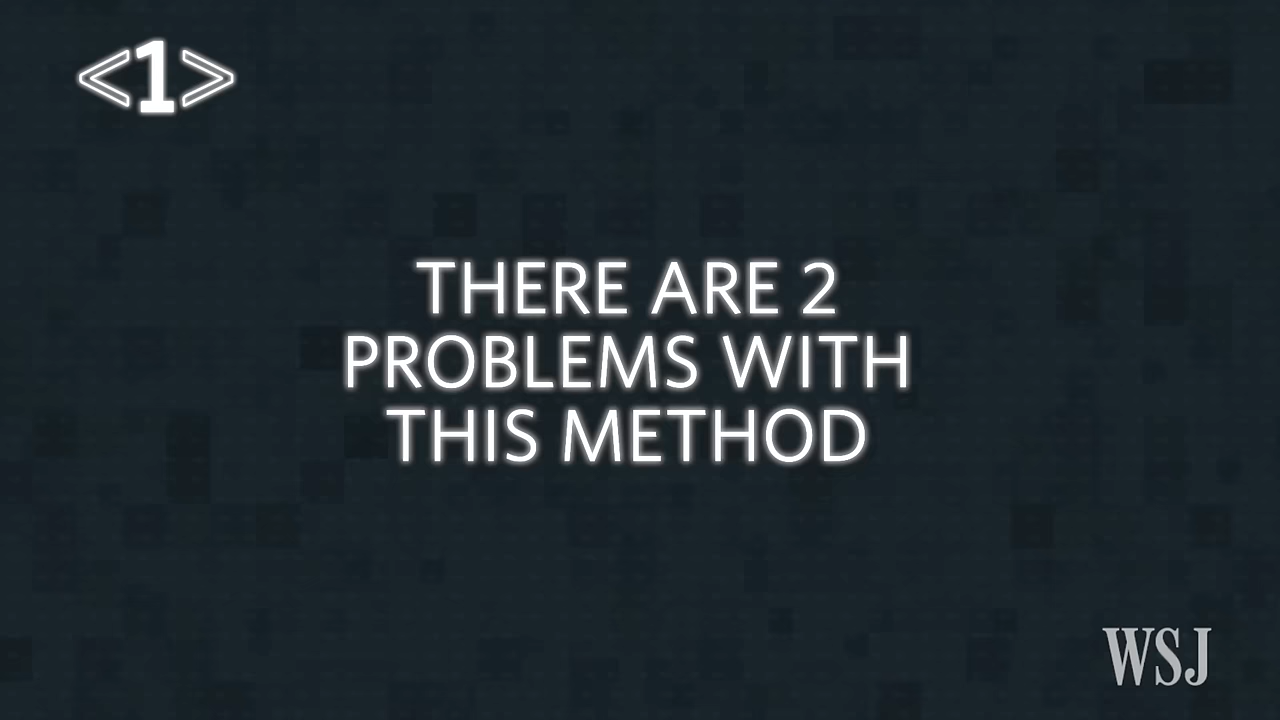 <1>
THERE ARE 2
PROBLEMS WITH
THIS METHOD
WSJ